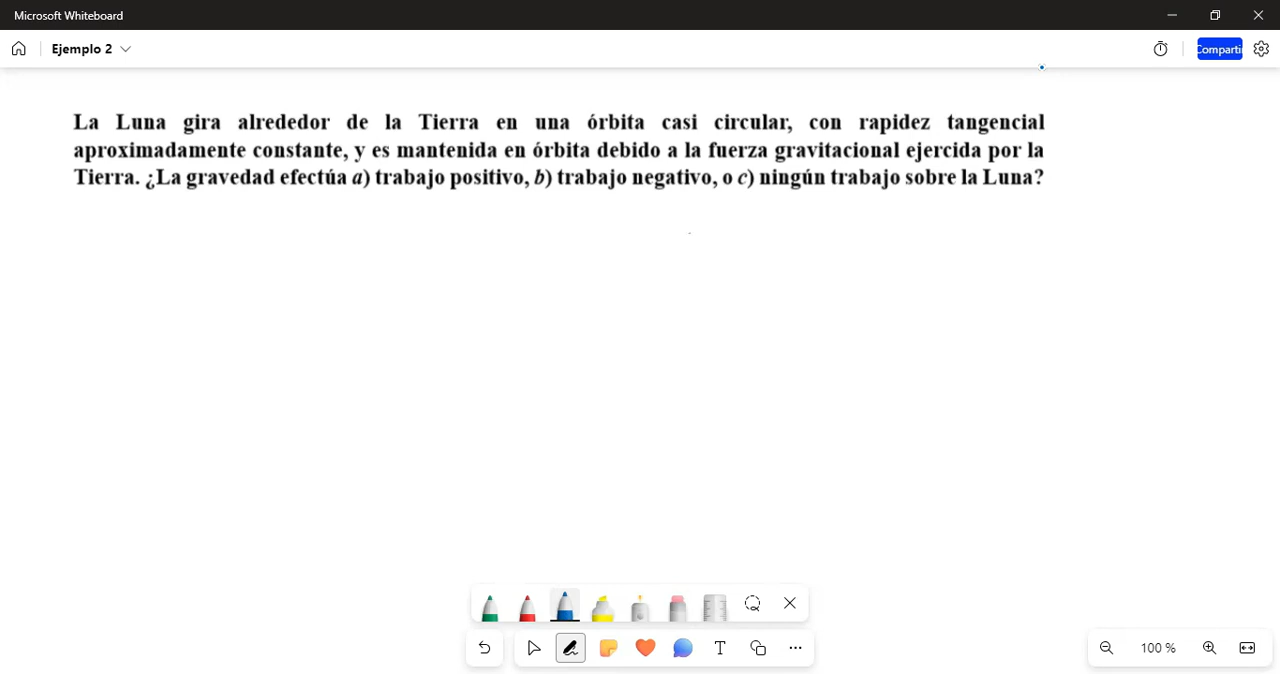 Microsoft Whiteboard
Ejemplo 2
Comparti
La Luna gira alrededor de la Tierra en una órbita casi circular, con rapidez tangencial
aproximadamente constante, y es mantenida en órbita debido a la fuerza gravitacional ejercida por la
Tierra. ¿La gravedad efectúa a) trabajo positivo, b) trabajo negativo, o c) ningún trabajo sobre la Luna?
T
100 %